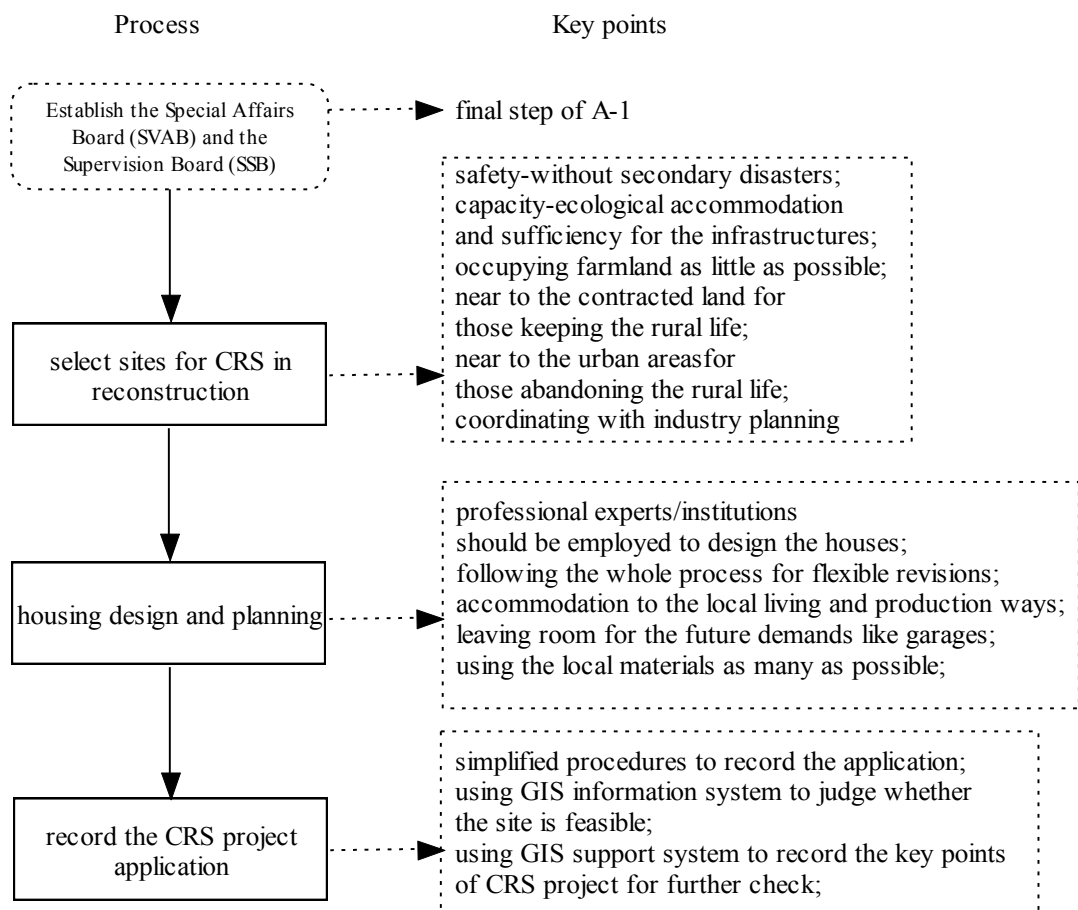 Process
Key points
Establish the Special Affairs
Board (SVAB) and the
Supervision Board (SSB)
final step of A-1
safety-without secondary disasters;
capacity-ecological accommodation
and sufficiency for the infrastructures;
occupying farmland as little as possible;
near to the contracted land for
those keeping the rural life;
near to the urban areasfor
those abandoning the rural life;
coordinating with industry planning
select sites for CRS in
reconstruction
professional experts/institutions
should be employed to design the houses;
following the whole process for flexible revisions;
accommodation to the local living and production ways;
leaving room for the future demands like garages;
using the local materials as many as possible;
housing design and planning
simplified procedures to record the application;
using GIS information system to judge whether
the site is feasible;
using GIS support system to record the key points
of CRS project for further check;
record the CRS project
application